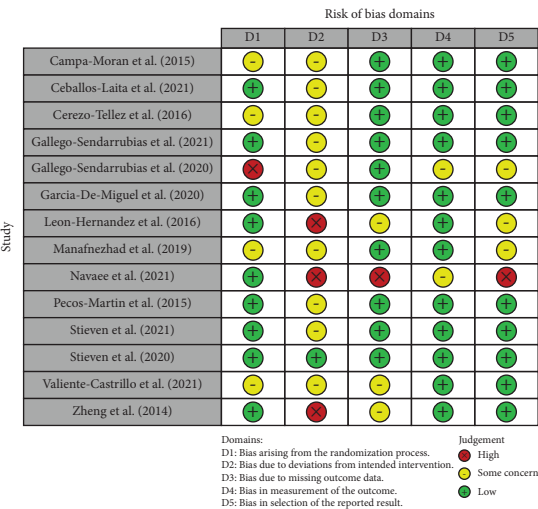 Risk of bias domains
D1 D2 D3 D4 D5
Study
Campa-Moran et al. (2015) - - + + +
Ceballos-Laita et al. (2021) + - + + +
Cerezo-Tellez et al. (2016) - - + + +
Gallego-Sendarrubias et al. (2021) + - + + +
Gallego-Sendarrubias et al. (2020) × - + - -
Garcia-De-Miguel et al. (2020) + - + + +
Leon-Hernandez et al. (2016) + × - + -
Manafnezhad et al. (2019) - - + + -
Navaee et al. (2021) + × × - ×
Pecos-Martin et al. (2015) + - + + +
Stieven et al. (2021) + - + + +
Stieven et al. (2020) + + + + +
Valiente-Castrillo et al. (2021) - - - + +
Zheng et al. (2014) + × - + +
Domains:
D1: Bias arising from the randomization process.
D2: Bias due to deviations from intended intervention.
D3: Bias due to missing outcome data.
D4: Bias in measurement of the outcome.
D5: Bias in selection of the reported result.
Judgement
× High
- Some concern
+ Low